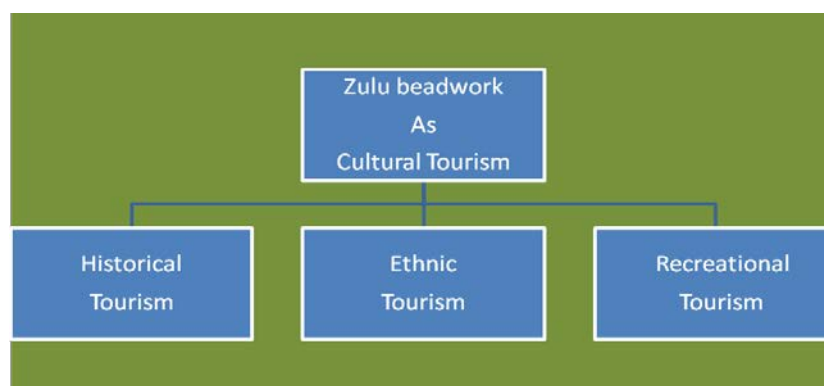 Zulu beadwork
As
Cultural Tourism
Historical
Tourism
Ethnic
Tourism
Recreational
Tourism